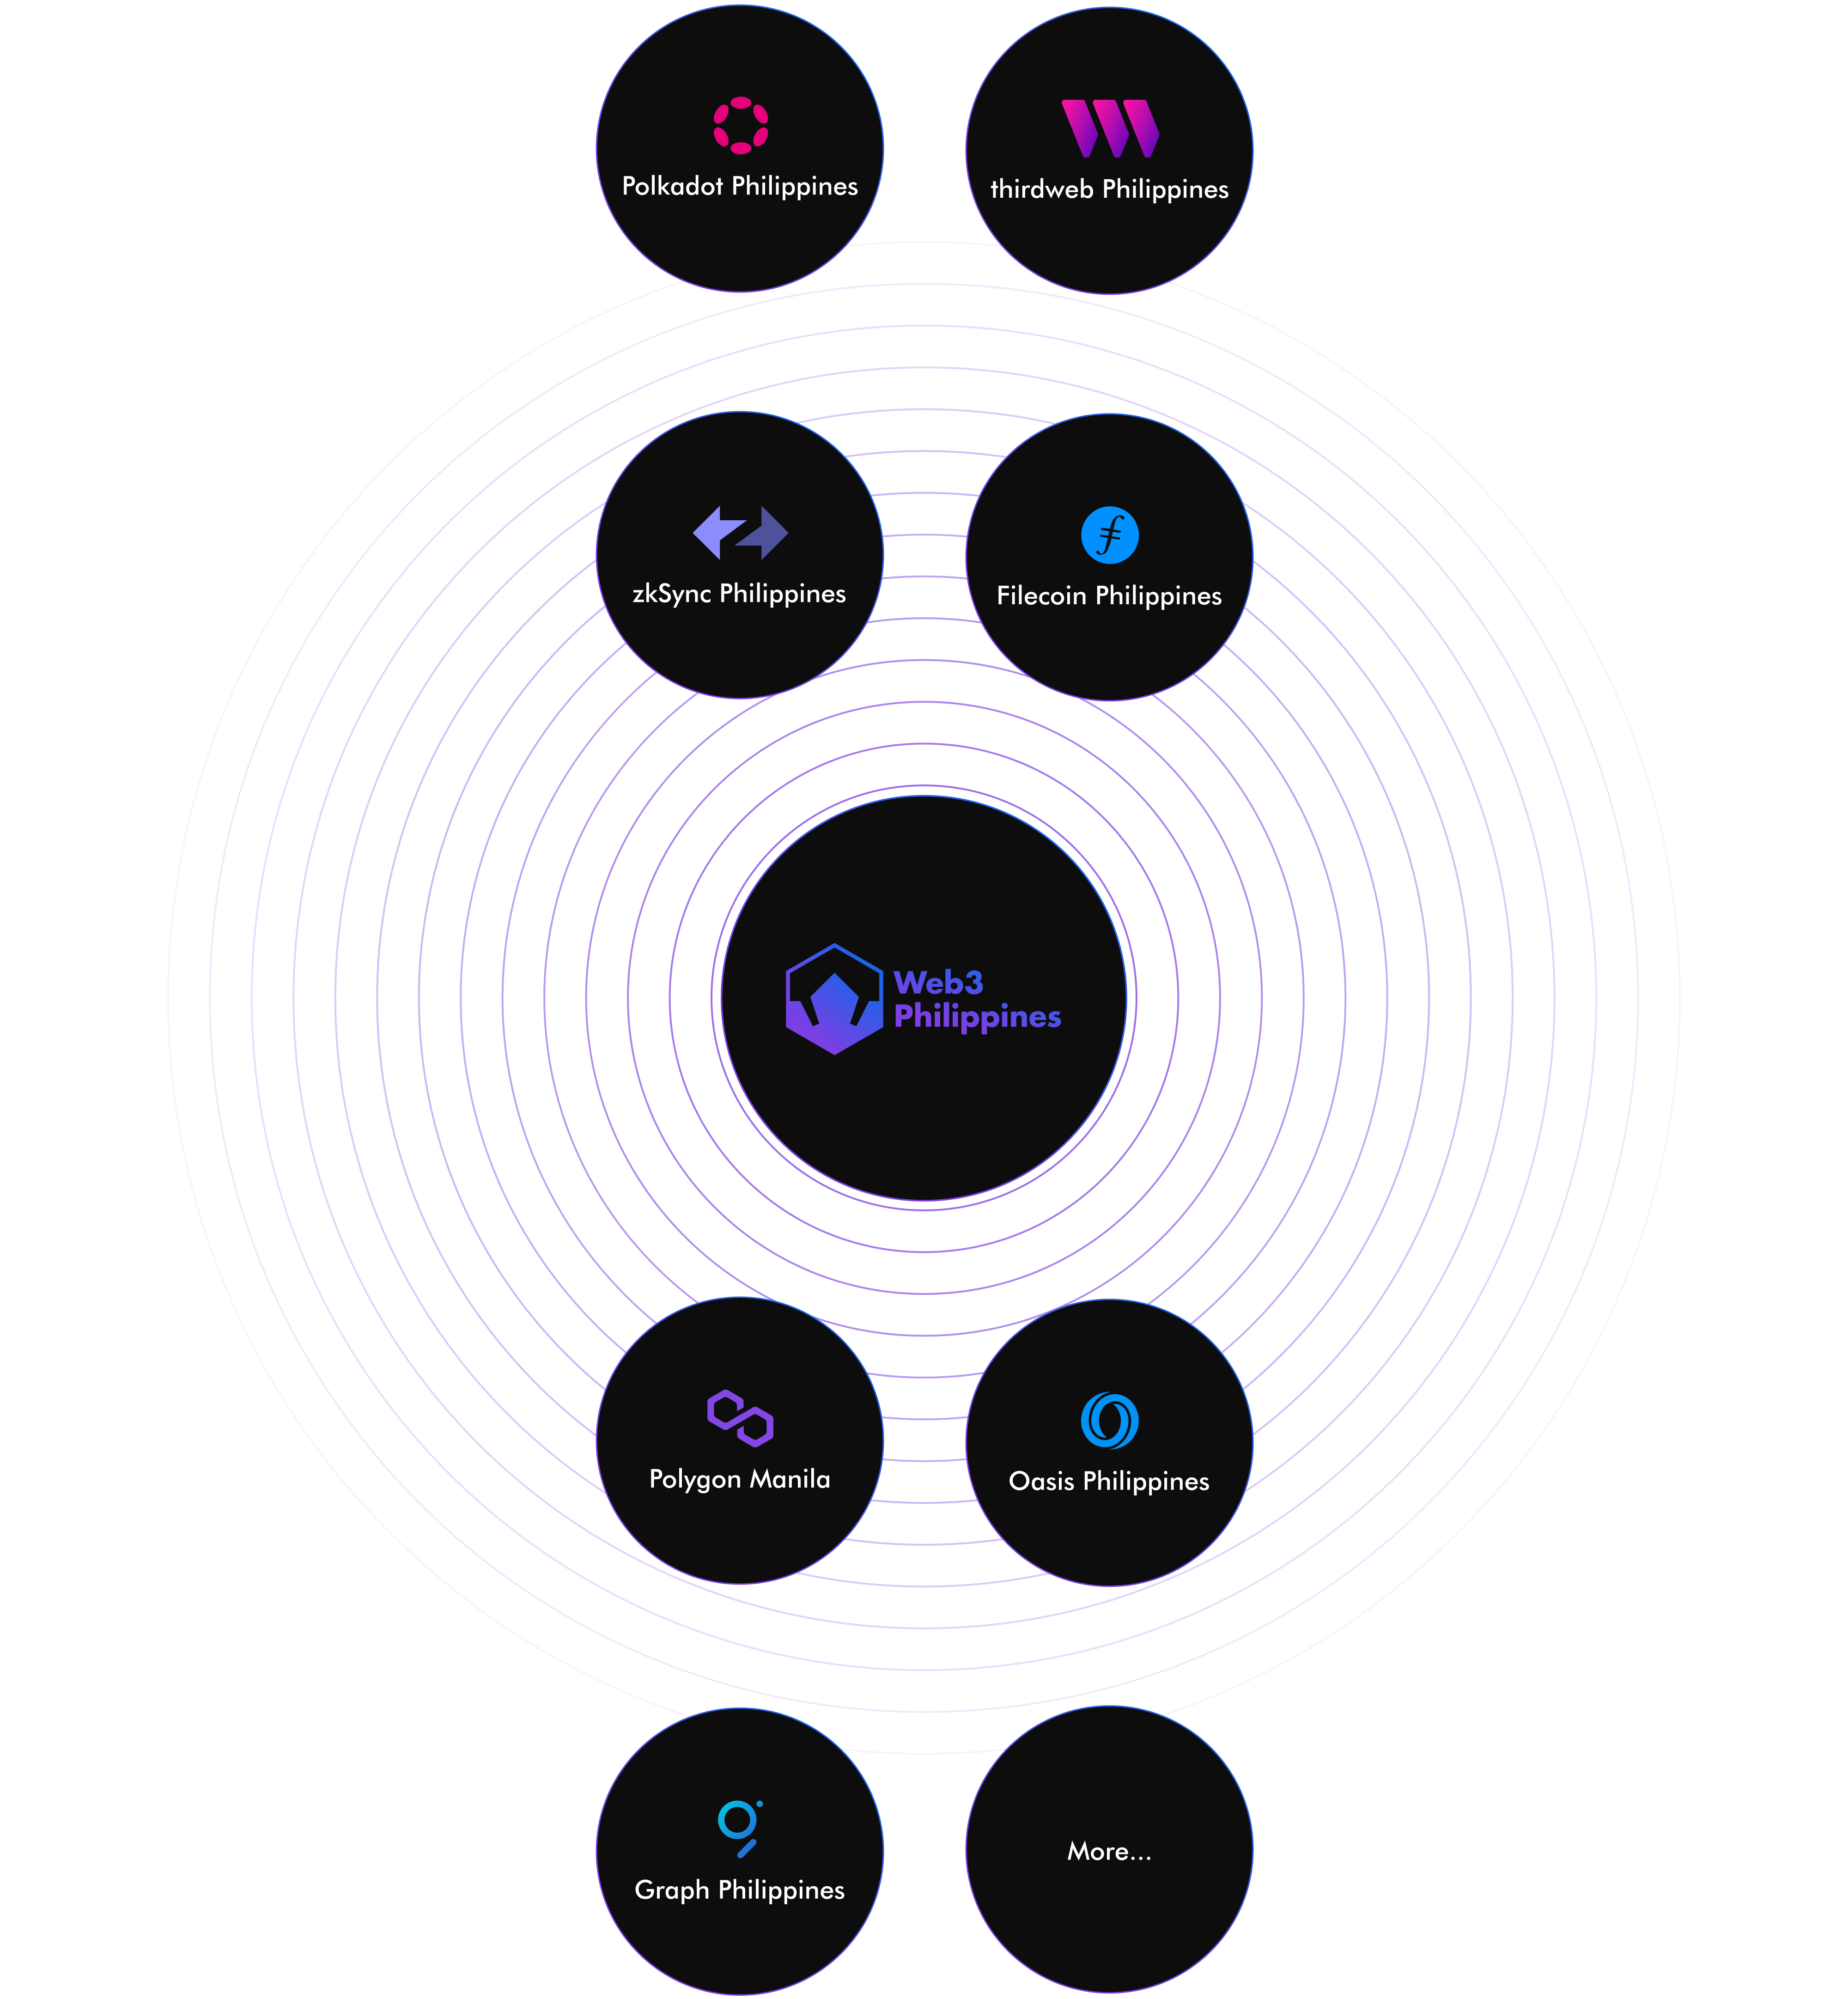 Polkadot Philippines
thirdweb Philippines
zkSync Philippines
Filecoin Philippines
Web3
Philippines
Polygon Manila
Oasis Philippines
Graph Philippines
More...